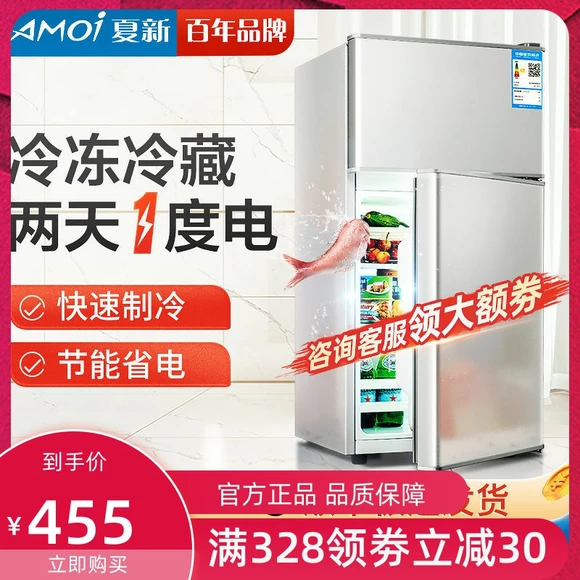 AMOi 夏新 百年品牌
冷冻冷藏
两天1度电
快速制冷
节能省电
咨询客服领大额券
发货
到手价
¥455
立即购买
官方正品 品质保障
满328领劵立减30